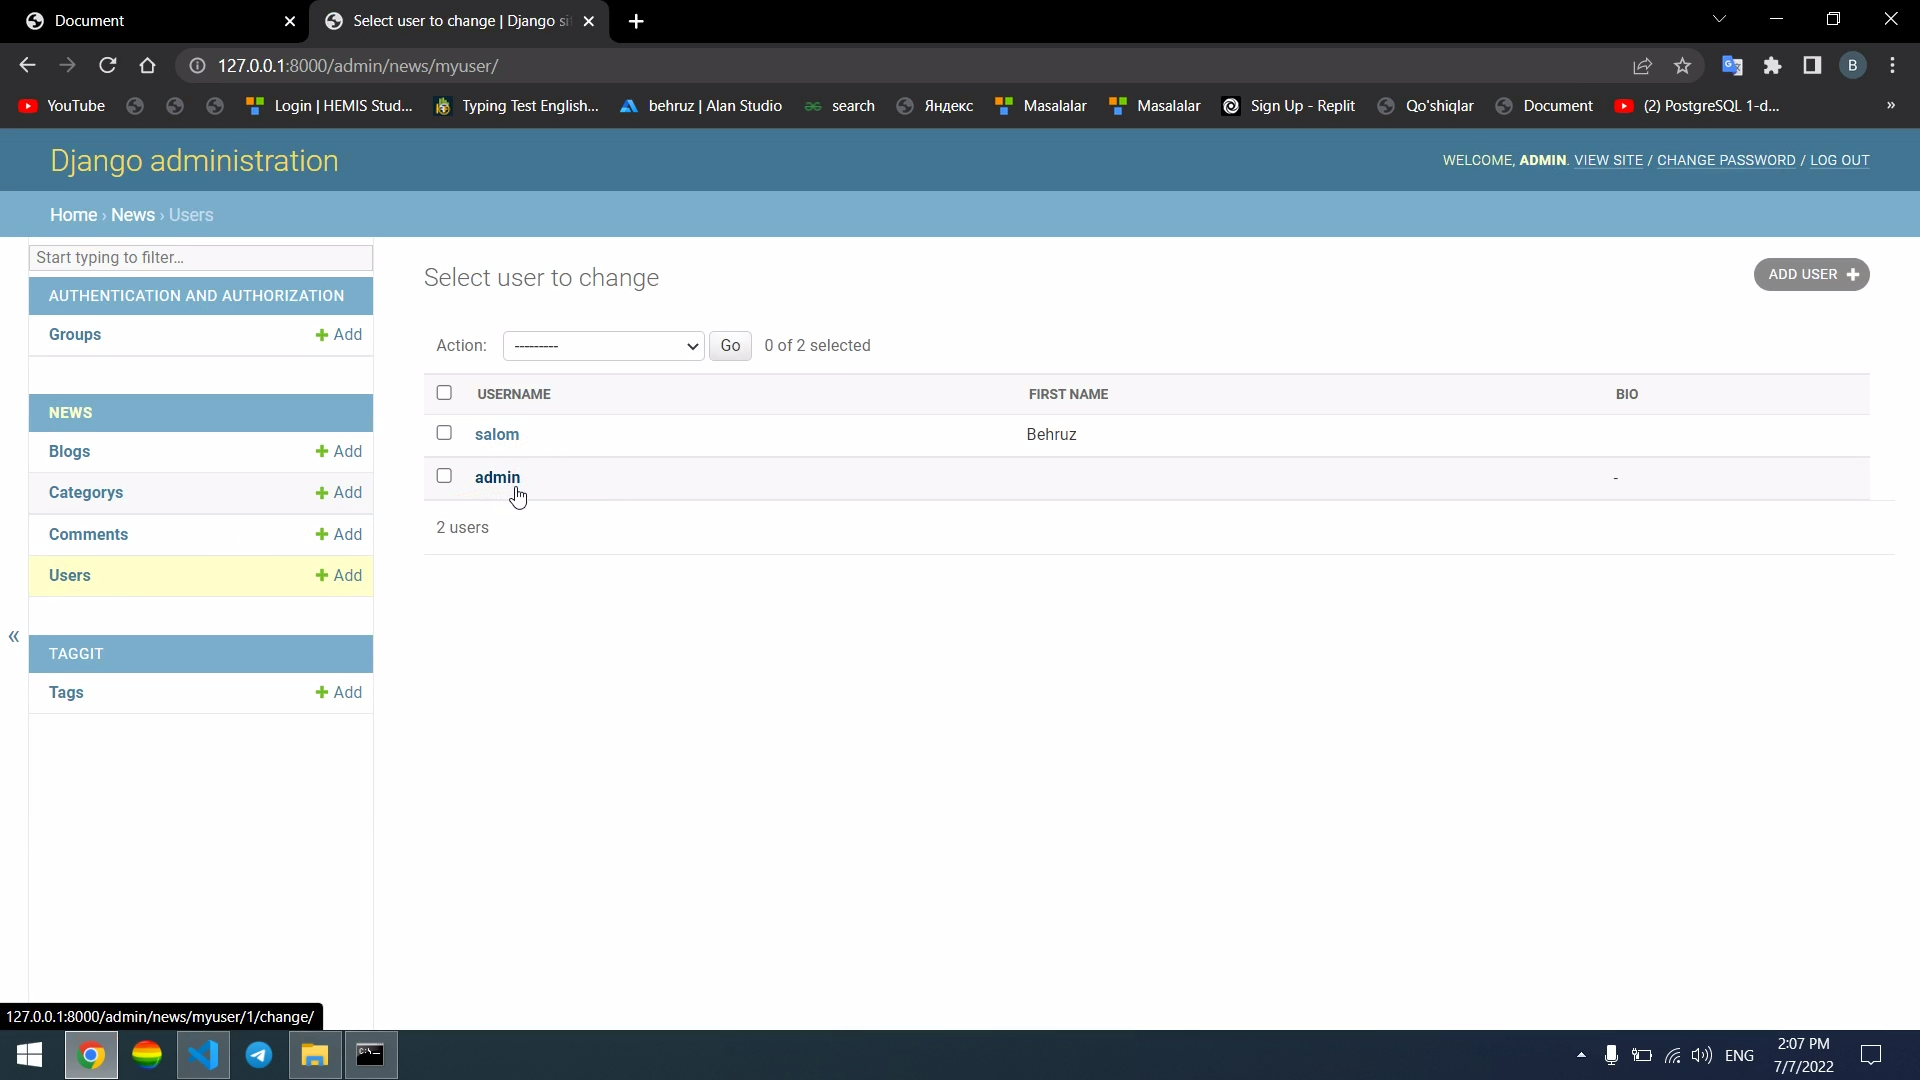 Document
Select user to change | Django si
127.0.0.1:8000/admin/news/myuser/
B
YouTube
Login | HEMIS Stud...
Typing Test English...
behruz | Alan Studio
search
Яндекс
Masalalar
Masalalar
Sign Up - Replit
Qo'shiqlar
Document
(2) PostgreSQL 1-d...
»
Django administration
WELCOME, ADMIN. VIEW SITE / CHANGE PASSWORD / LOG OUT
Home › News › Users
Start typing to filter...
AUTHENTICATION AND AUTHORIZATION
Groups + Add
NEWS
Blogs + Add
Categorys + Add
Comments + Add
Users + Add
«
TAGGIT
Tags + Add
Select user to change
ADD USER +
Action: --------- Go 0 of 2 selected
USERNAME FIRST NAME BIO
salom Behruz
admin -
2 users
127.0.0.1:8000/admin/news/myuser/1/change/
ENG
2:07 PM
7/7/2022